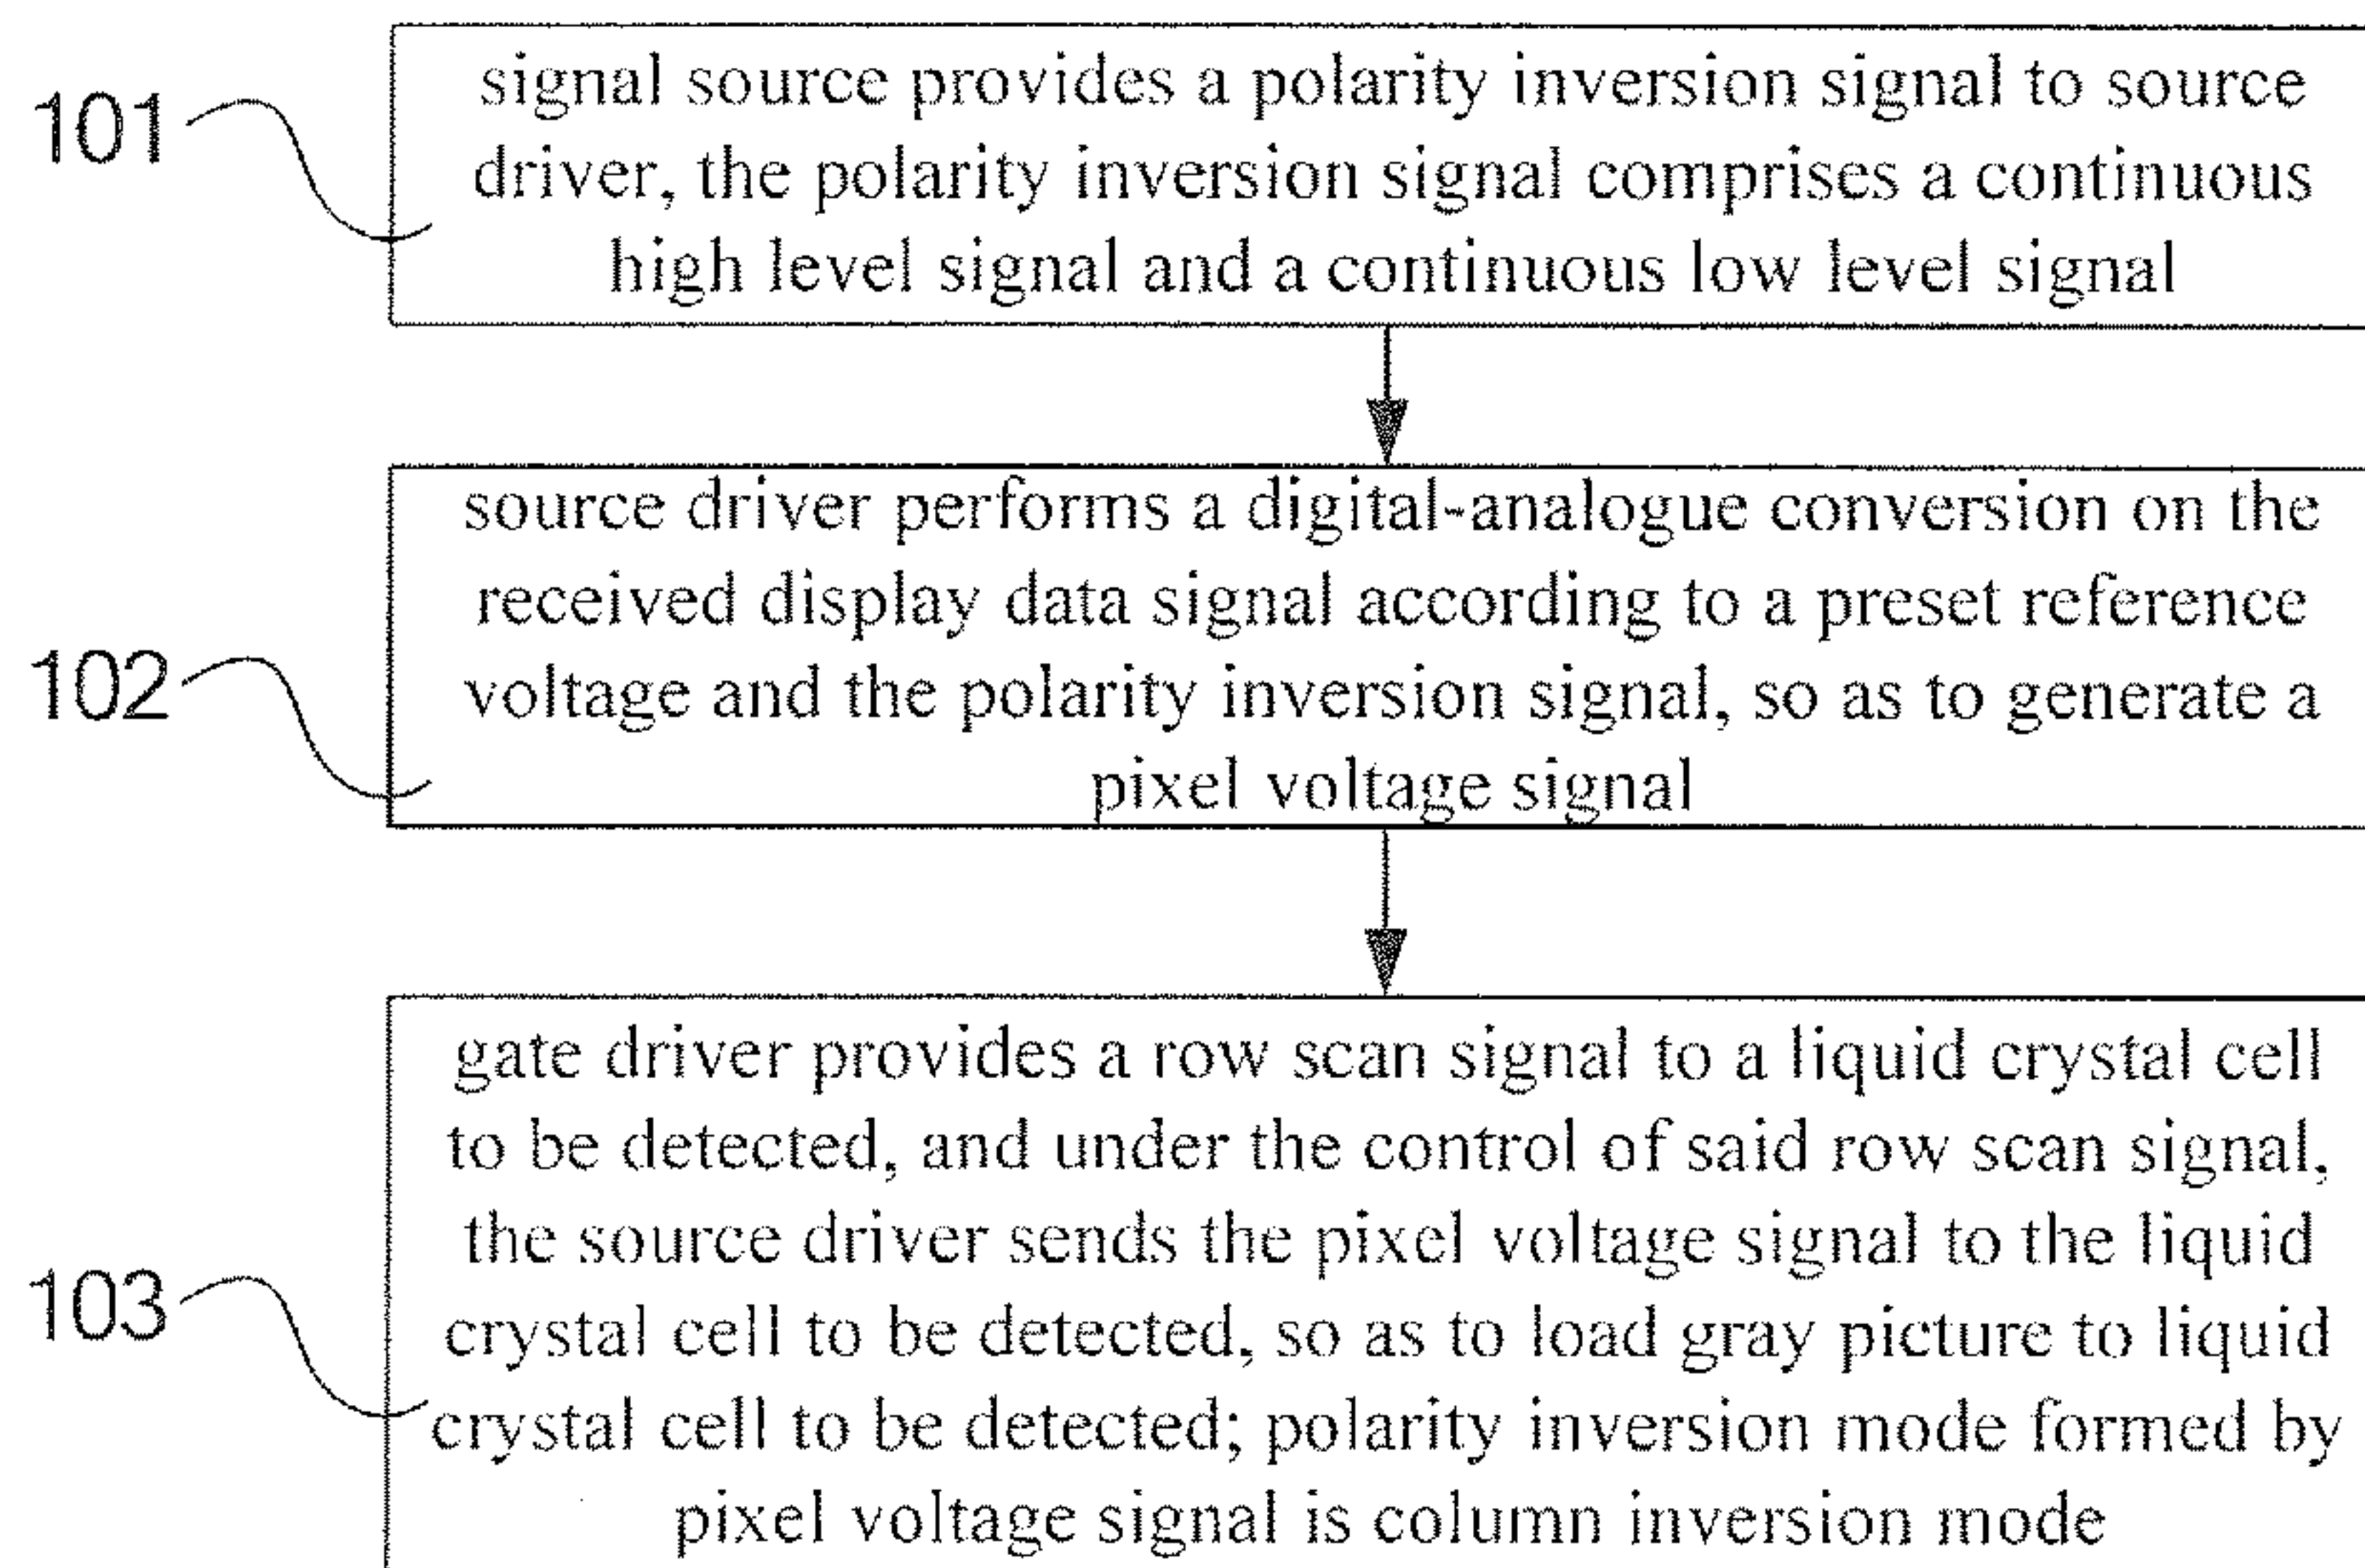 101
signal source provides a polarity inversion signal to source
driver, the polarity inversion signal comprises a continuous
high level signal and a continuous low level signal
102
source driver performs a digital-analogue conversion on the
received display data signal according to a preset reference
voltage and the polarity inversion signal, so as to generate a
pixel voltage signal
103
gate driver provides a row scan signal to a liquid crystal cell
to be detected, and under the control of said row scan signal,
the source driver sends the pixel voltage signal to the liquid
crystal cell to be detected, so as to load gray picture to liquid
crystal cell to be detected; polarity inversion mode formed by
pixel voltage signal is column inversion mode